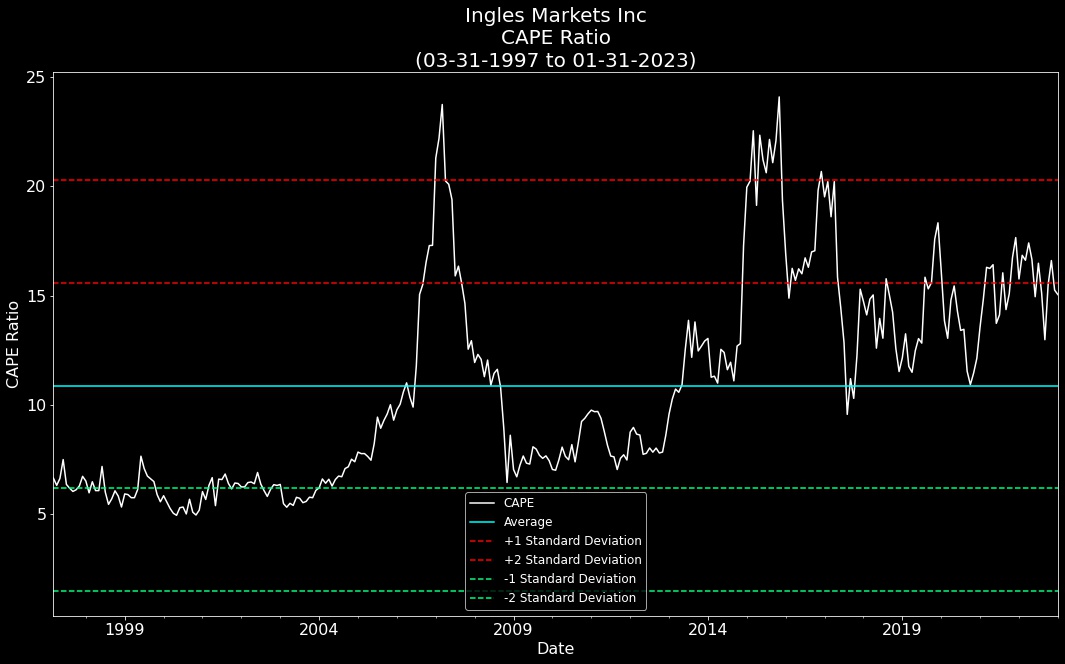 Ingles Markets Inc
CAPE Ratio
(03-31-1997 to 01-31-2023)
25
20
15
10
5
CAPE Ratio
CAPE
Average
+1 Standard Deviation
+2 Standard Deviation
-1 Standard Deviation
-2 Standard Deviation
1999
2004
2009
2014
2019
Date